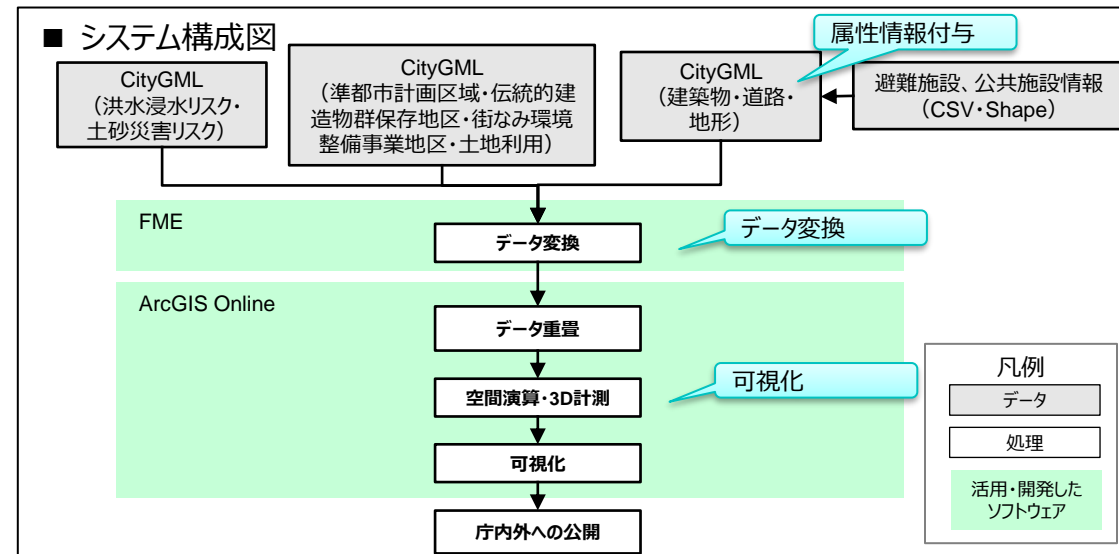 ■ システム構成図
CityGML
（洪水浸水リスク・
土砂災害リスク）
CityGML
（準都市計画区域・伝統的建
造物群保存地区・街なみ環境
整備事業地区・土地利用）
属性情報付与
CityGML
（建築物・道路・
地形）
避難施設、公共施設情報
（CSV・Shape）
FME
データ変換
データ変換
ArcGIS Online
データ重畳
空間演算・3D計測
可視化
可視化
庁内外への公開
凡例
データ
処理
活用・開発した
ソフトウェア